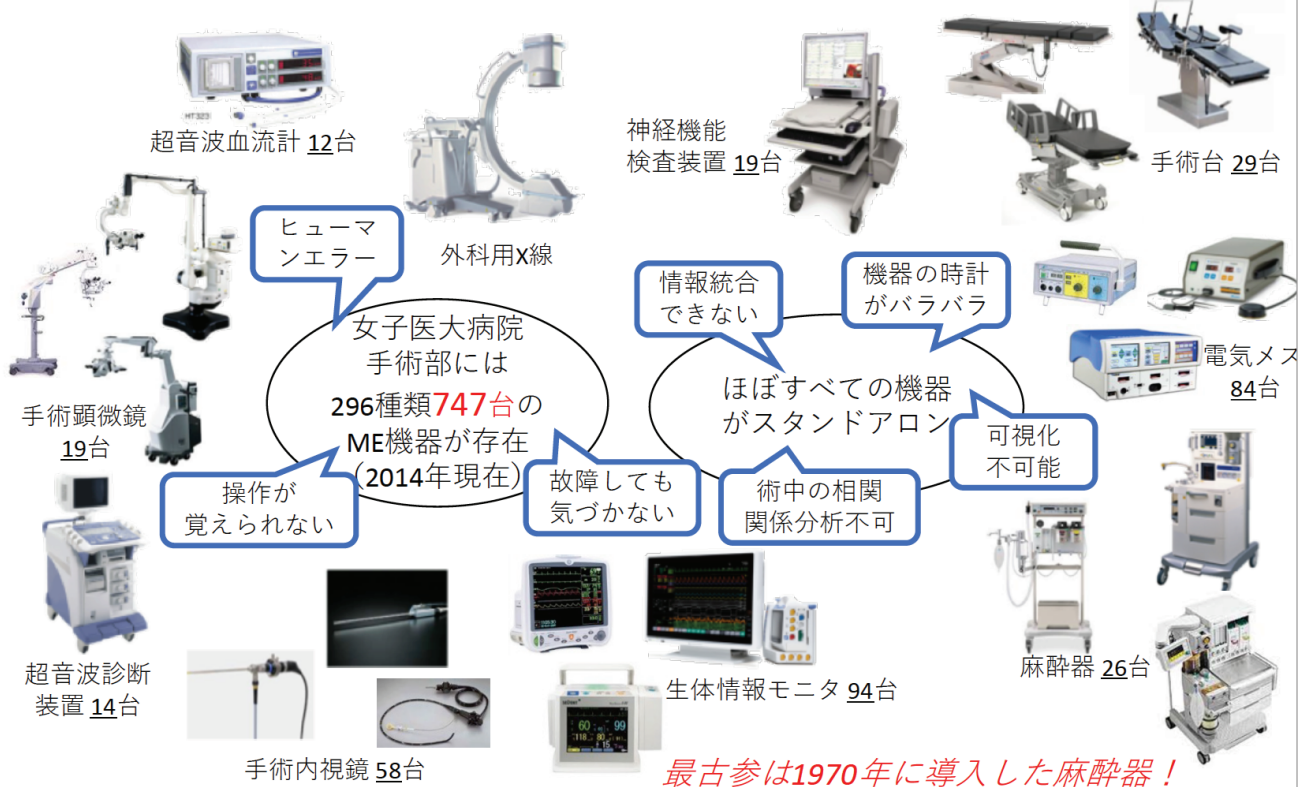 HT323
超音波血流計 12台
外科用X線
神経機能
検査装置 19台
手術台 29台
ヒューマ
ンエラー
情報統合
できない
機器の時計
がバラバラ
女子医大病院
手術部には
296種類747台の
ME機器が存在
（2014年現在）
ほぼすべての機器
がスタンドアロン
電気メス
84台
手術顕微鏡
19台
操作が
覚えられない
故障しても
気づかない
術中の相関
関係分析不可
可視化
不可能
超音波診断
装置 14台
手術内視鏡 58台
生体情報モニタ 94台
60
99
118
80
15
麻酔器 26台
最古参は1970年に導入した麻酔器！